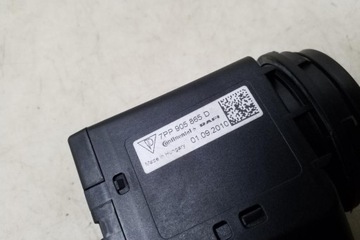 7PP 905 865 D
Continental
01.09.2010
Made in Hungary